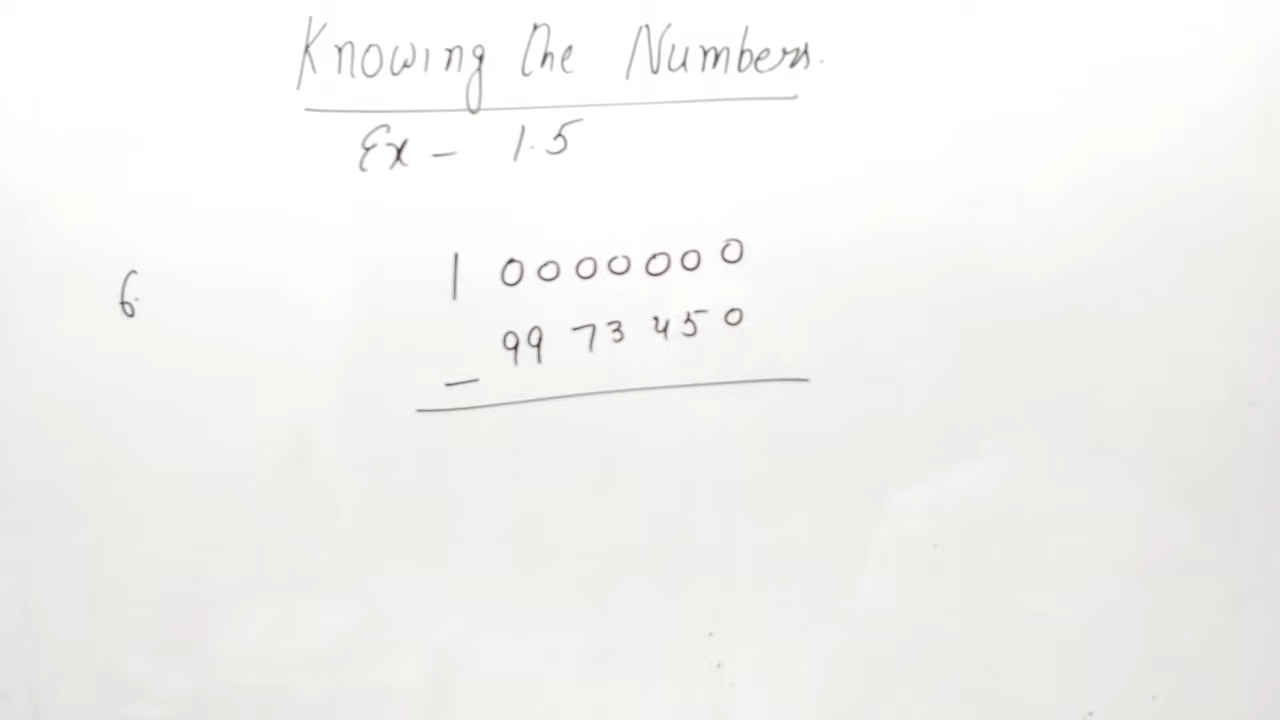 Knowing the Numbers.
Ex - 1.5
6. 1 0000000
99 73 450
-